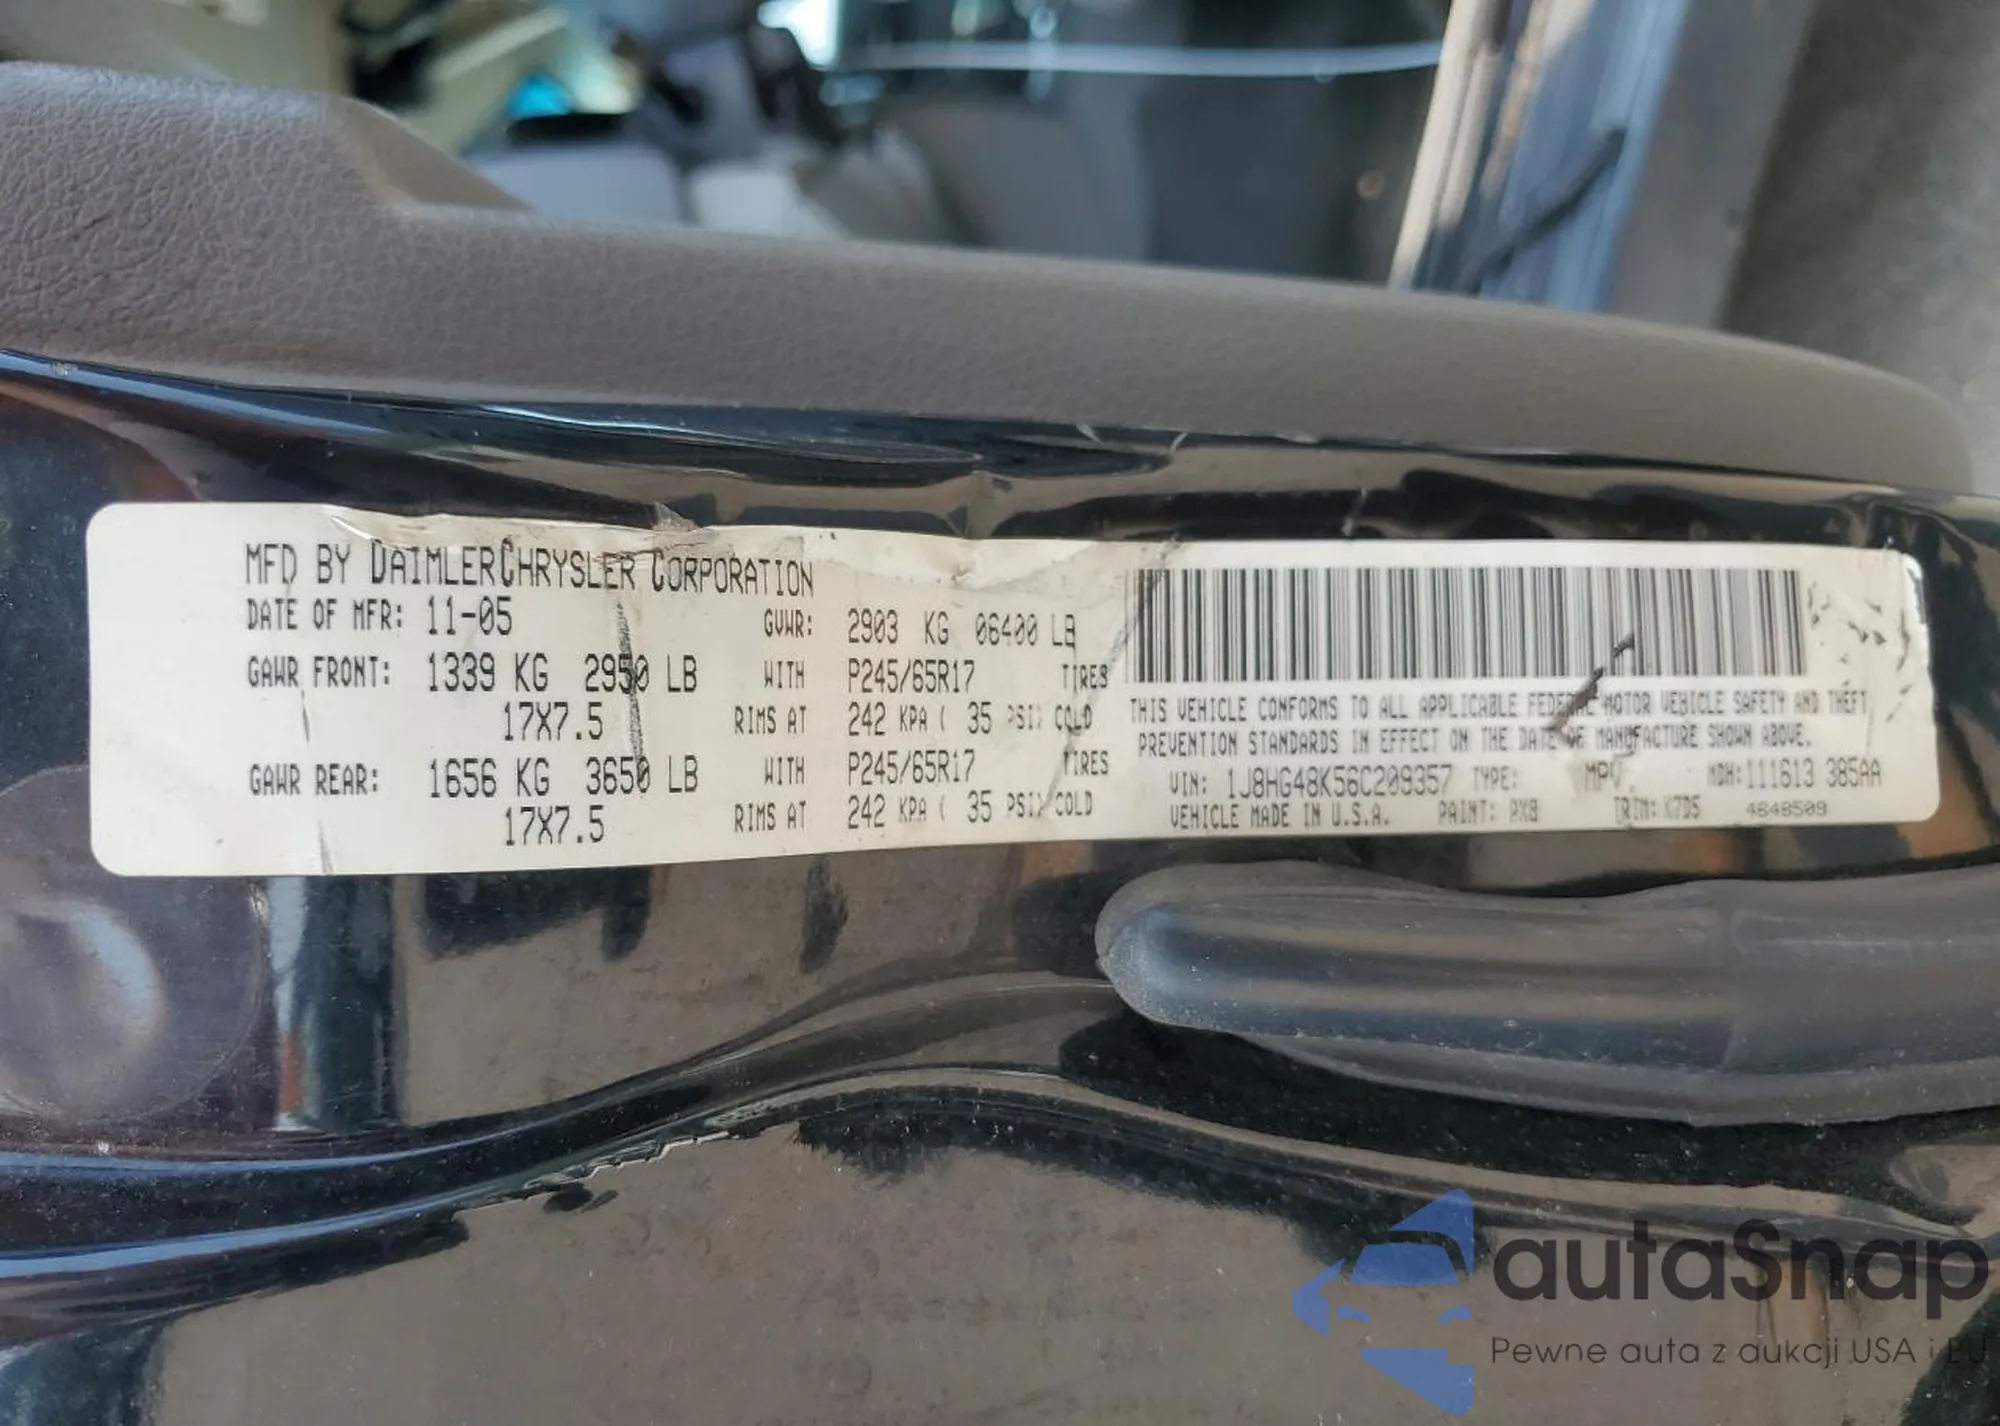 MFD BY DAIMLERCHRYSLER CORPORATION
DATE OF MFR: 11-05 GVWR: 2903 KG 06400 LB
GAWR FRONT: 1339 KG 2950 LB WITH P245/65R17 TIRES
17X7.5 RIMS AT 242 KPA ( 35 PSI) COLD
GAWR REAR: 1656 KG 3650 LB WITH P245/65R17 TIRES
17X7.5 RIMS AT 242 KPA ( 35 PSI) COLD
THIS VEHICLE CONFORMS TO ALL APPLICABLE FEDERAL MOTOR VEHICLE SAFETY AND THEFT
PREVENTION STANDARDS IN EFFECT ON THE DATE OF MANUFACTURE SHOWN ABOVE.
VIN: 1J8HG48K56C209357 TYPE: MPV MDH:111613 385AA
VEHICLE MADE IN U.S.A. PAINT: PX8 TRIM: K7D5 4648509
autaSnap
Pewne auta z aukcji USA i EU